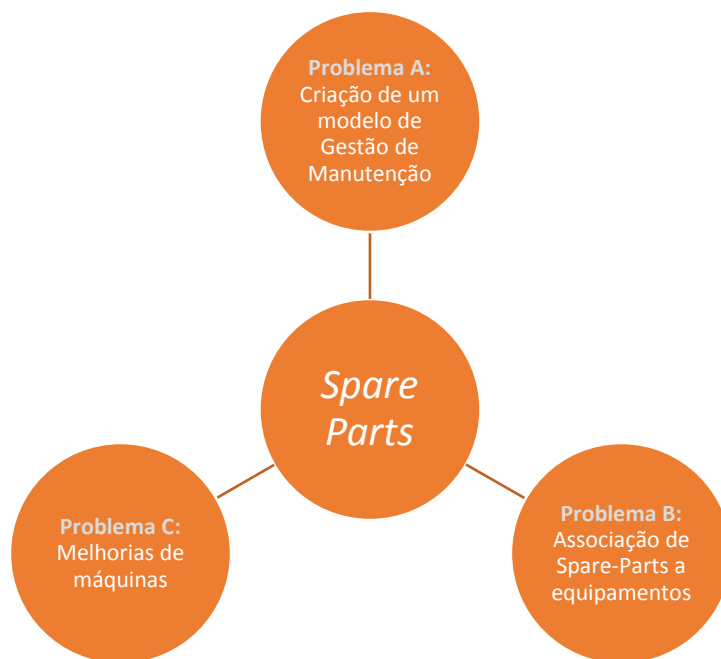 Problema A:
Criação de um
modelo de
Gestão de
Manutenção
Spare
Parts
Problema C:
Melhorias de
máquinas
Problema B:
Associação de
Spare-Parts a
equipamentos